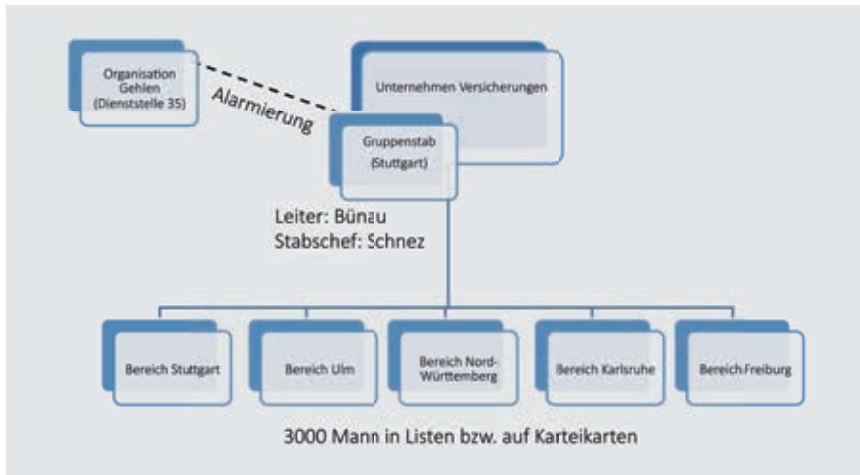 Organisation
Gehlen
(Dienststelle 35)
Alarmierung
Unternehmen Versicherungen
Gruppenstab
(Stuttgart)
Leiter: Bünau
Stabschef: Schnez
Bereich Stuttgart
Bereich Ulm
Bereich Nord-
Württemberg
Bereich Karlsruhe
Bereich Freiburg
3000 Mann in Listen bzw. auf Karteikarten